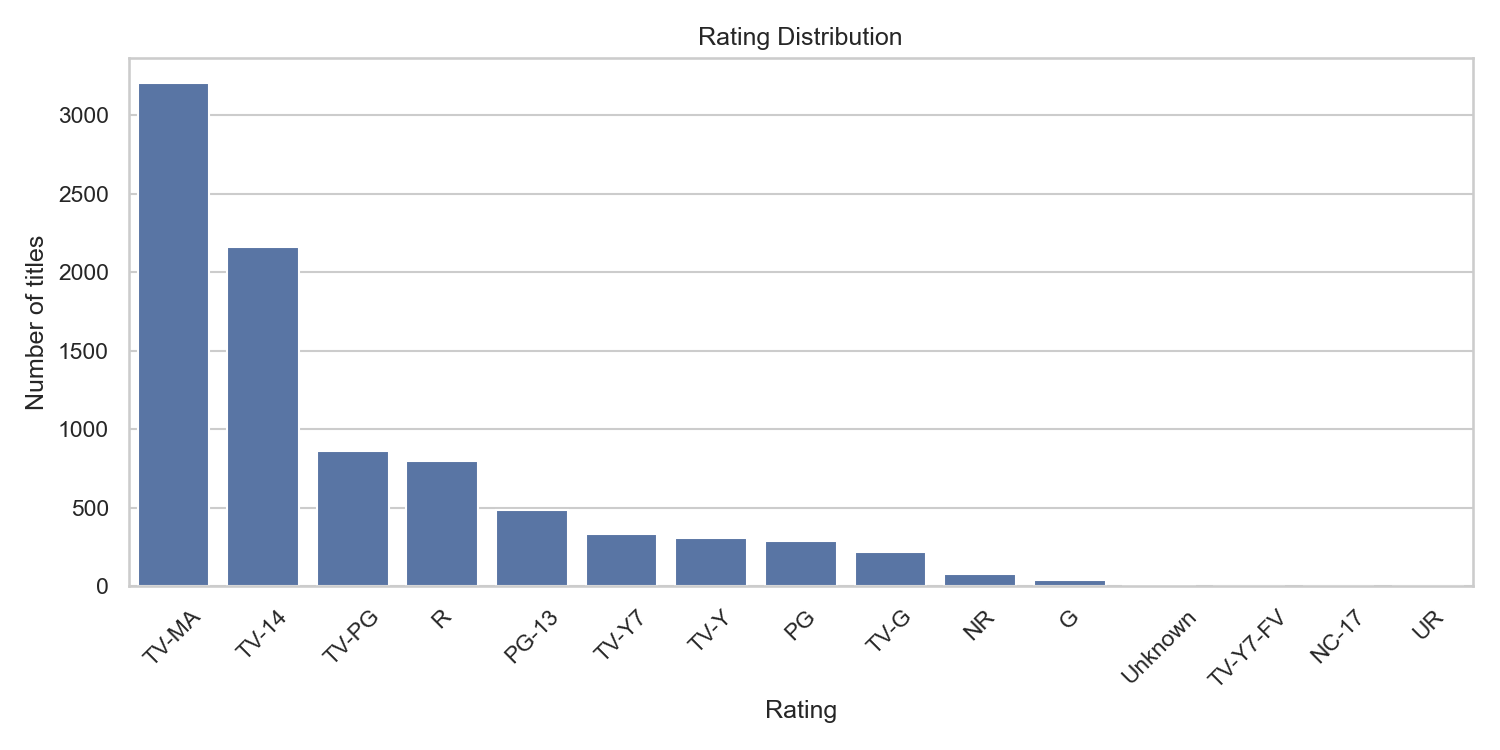 Rating Distribution
Number of titles
3000
2500
2000
1500
1000
500
0
TV-MA
TV-14
TV-PG
R
PG-13
TV-Y7
TV-Y
PG
TV-G
NR
G
Unknown
TV-Y7-FV
NC-17
UR
Rating